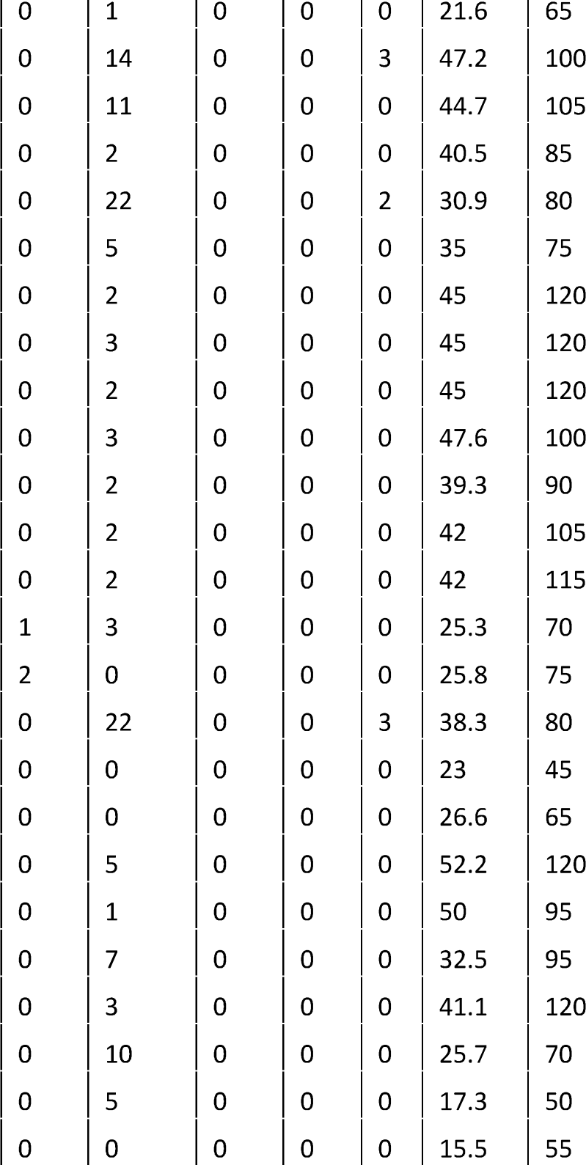 0 1 0 0 0 21.6 65
0 14 0 0 3 47.2 100
0 11 0 0 0 44.7 105
0 2 0 0 0 40.5 85
0 22 0 0 2 30.9 80
0 5 0 0 0 35 75
0 2 0 0 0 45 120
0 3 0 0 0 45 120
0 2 0 0 0 45 120
0 3 0 0 0 47.6 100
0 2 0 0 0 39.3 90
0 2 0 0 0 42 105
0 2 0 0 0 42 115
1 3 0 0 0 25.3 70
2 0 0 0 0 25.8 75
0 22 0 0 3 38.3 80
0 0 0 0 0 23 45
0 0 0 0 0 26.6 65
0 5 0 0 0 52.2 120
0 1 0 0 0 50 95
0 7 0 0 0 32.5 95
0 3 0 0 0 41.1 120
0 10 0 0 0 25.7 70
0 5 0 0 0 17.3 50
0 0 0 0 0 15.5 55